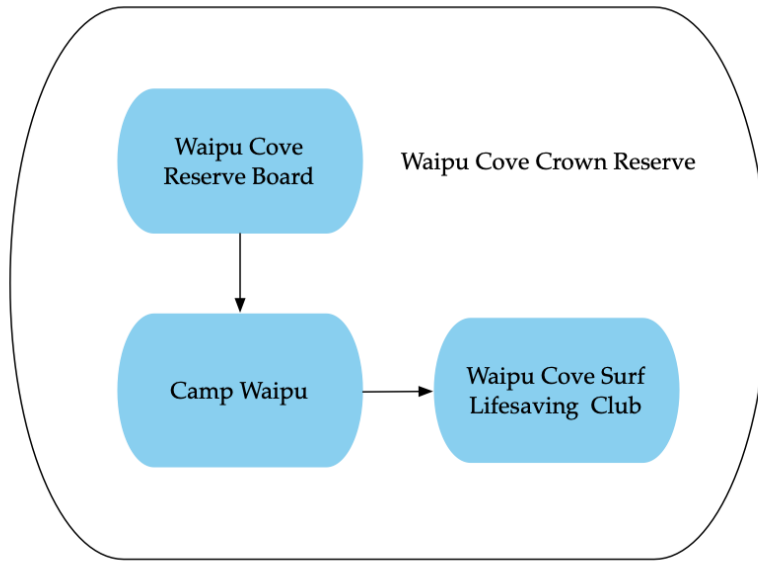 Waipu Cove
Reserve Board
Waipu Cove Crown Reserve
Camp Waipu
Waipu Cove Surf
Lifesaving Club